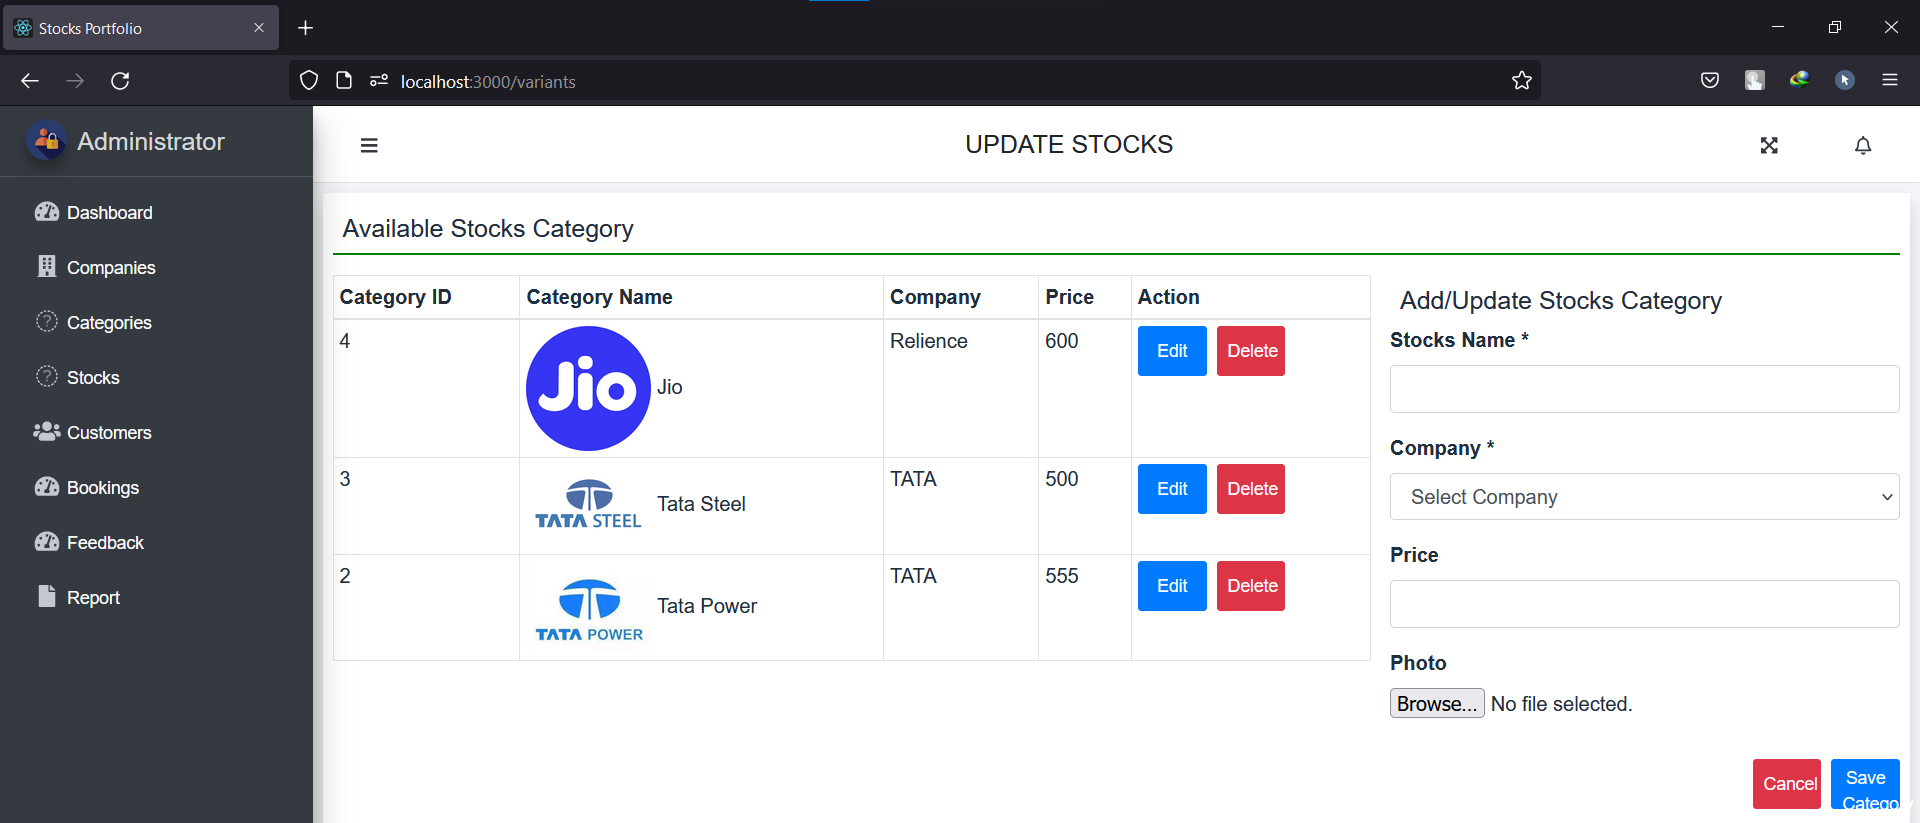 Stocks Portfolio
localhost:3000/variants
Administrator
UPDATE STOCKS
Dashboard
Companies
Categories
Stocks
Customers
Bookings
Feedback
Report
Available Stocks Category
Category ID Category Name Company Price Action
4 Jio Jio Relience 600 Edit Delete
3 TATA STEEL Tata Steel TATA 500 Edit Delete
2 TATA POWER Tata Power TATA 555 Edit Delete
Add/Update Stocks Category
Stocks Name *
Company *
Select Company
Price
Photo
Browse... No file selected.
Cancel
Save
Catego